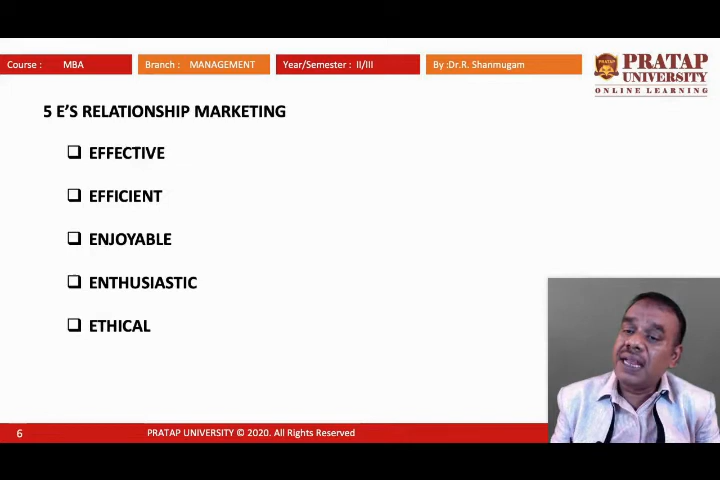 Course : MBA
Branch : MANAGEMENT
Year/Semester : II/III
By :Dr.R. Shanmugam
PRATAP
PRATAP
UNIVERSITY
ONLINE LEARNING
5 E'S RELATIONSHIP MARKETING
EFFECTIVE
EFFICIENT
ENJOYABLE
ENTHUSIASTIC
ETHICAL
6
PRATAP UNIVERSITY © 2020. All Rights Reserved